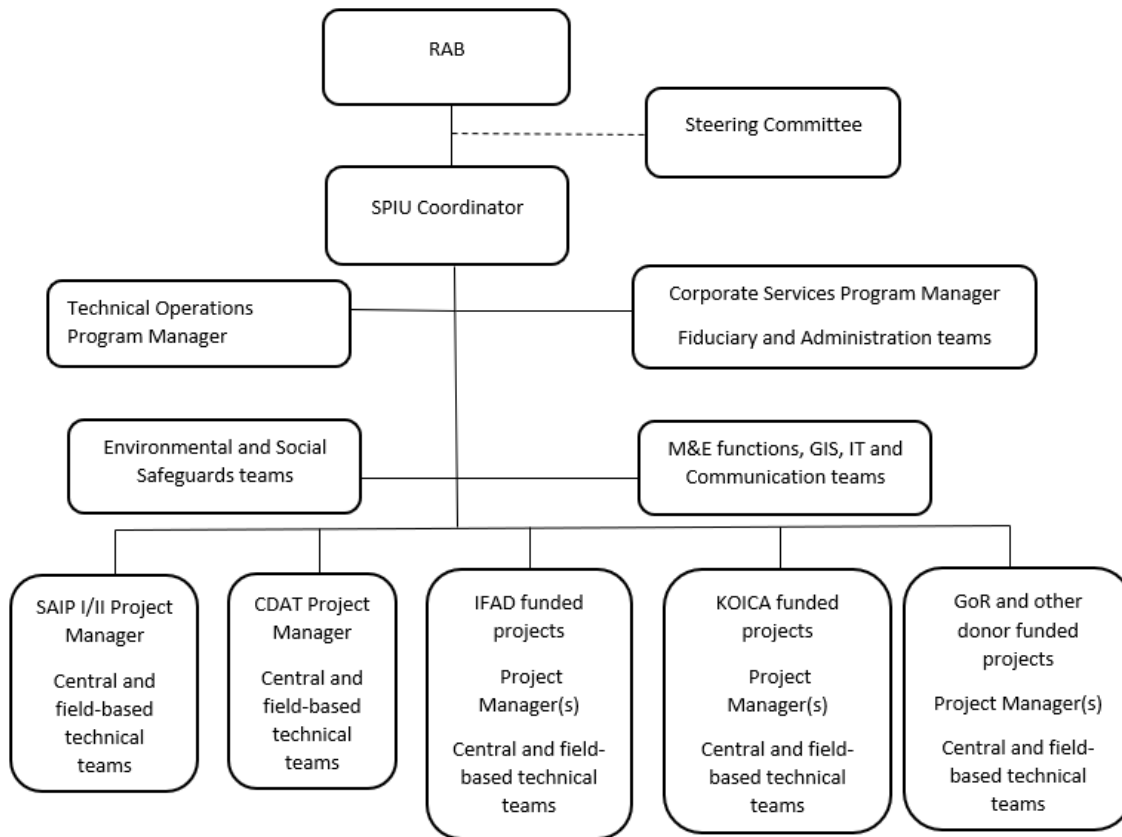 RAB
Steering Committee
SPIU Coordinator
Technical Operations
Program Manager
Corporate Services Program Manager
Fiduciary and Administration teams
Environmental and Social
Safeguards teams
M&E functions, GIS, IT and
Communication teams
SAIP I/II Project
Manager
Central and
field-based
technical
teams
CDAT Project
Manager
Central and
field-based
technical
teams
IFAD funded
projects
Project
Manager(s)
Central and field-
based technical
teams
KOICA funded
projects
Project
Manager(s)
Central and field-
based technical
teams
GoR and other
donor funded
projects
Project Manager(s)
Central and field-
based technical
teams